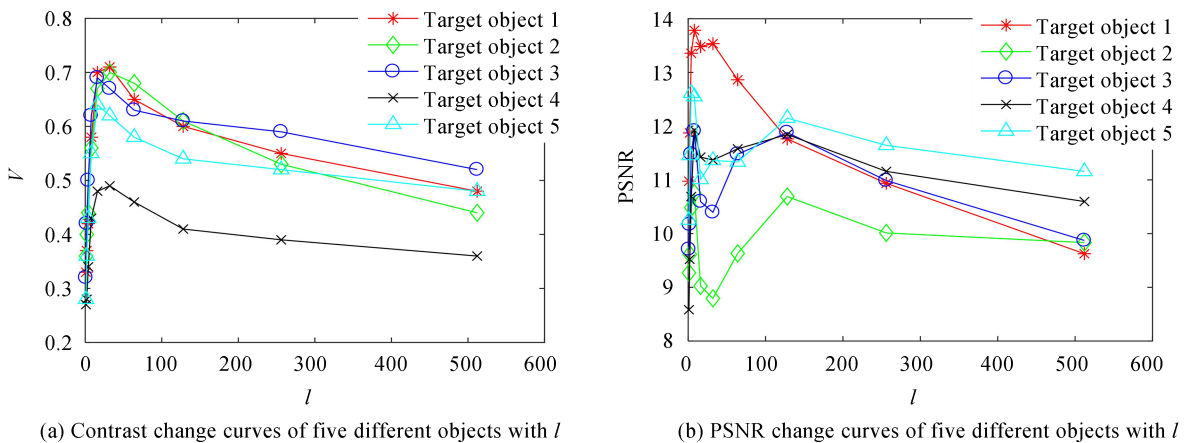 0.8
0.7
0.6
0.5
0.4
0.3
0.2
V
0
100
200
300
400
500
600
l
Target object 1
Target object 2
Target object 3
Target object 4
Target object 5
(a) Contrast change curves of five different objects with l
14
13
12
11
10
9
8
PSNR
0
100
200
300
400
500
600
l
Target object 1
Target object 2
Target object 3
Target object 4
Target object 5
(b) PSNR change curves of five different objects with l